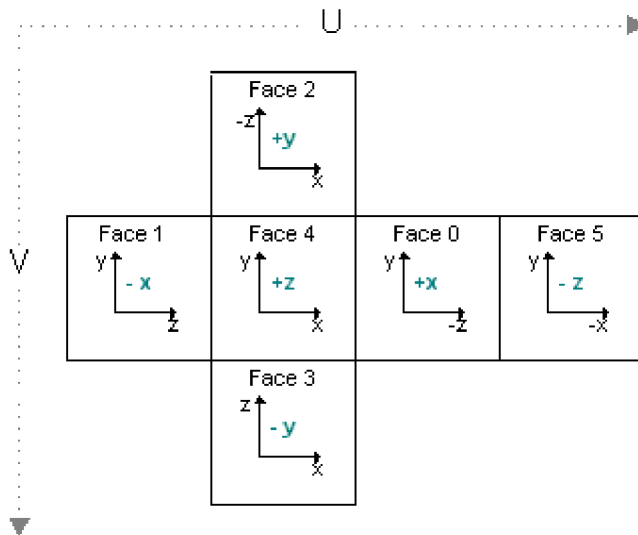 U
Face 2
-z
+y
x
V
Face 1
y
- x
z
Face 4
y
+z
x
Face 0
y
+x
-z
Face 5
y
- z
-x
Face 3
z
- y
x